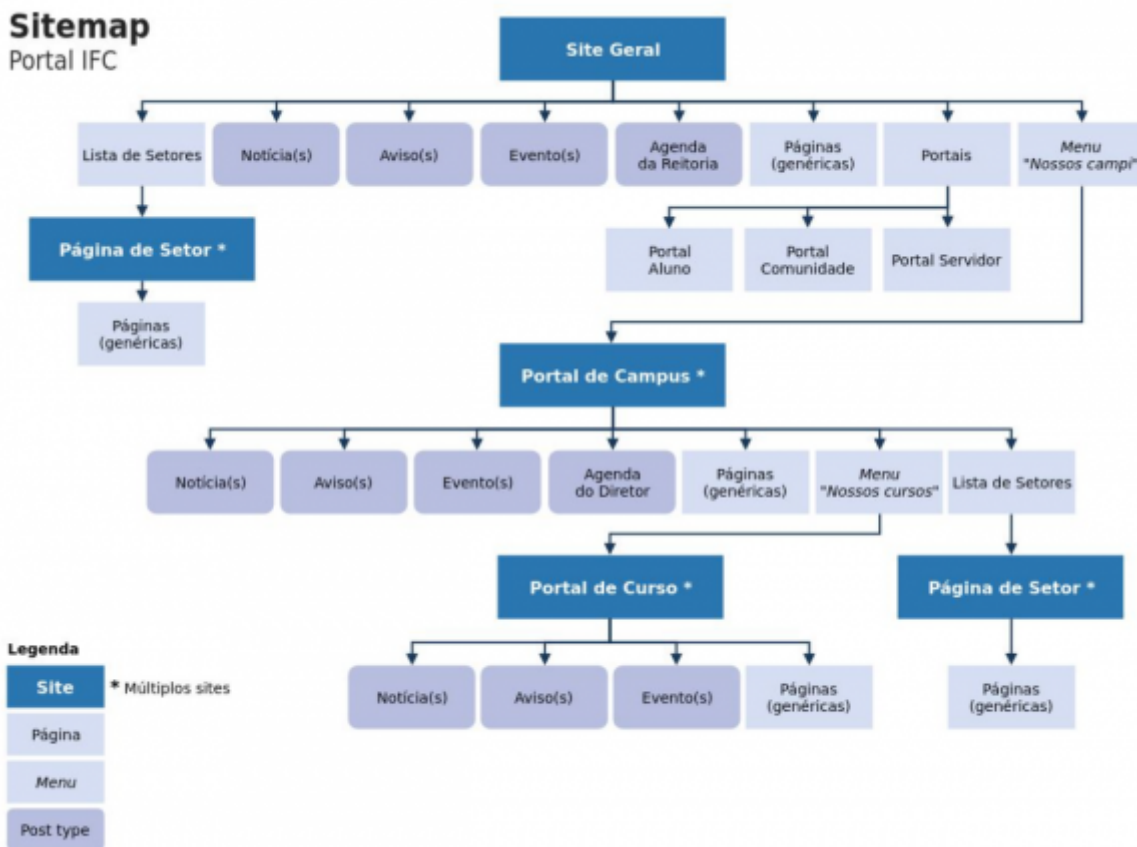 Sitemap
Portal IFC
Site Geral
Lista de Setores
Notícia(s)
Aviso(s)
Evento(s)
Agenda
da Reitoria
Páginas
(genéricas)
Portais
Menu
"Nossos campi"
Página de Setor *
Portal
Aluno
Portal
Comunidade
Portal Servidor
Páginas
(genéricas)
Portal de Campus *
Notícia(s)
Aviso(s)
Evento(s)
Agenda
do Diretor
Páginas
(genéricas)
Menu
"Nossos cursos"
Lista de Setores
Portal de Curso *
Página de Setor *
Notícia(s)
Aviso(s)
Evento(s)
Páginas
(genéricas)
Páginas
(genéricas)
Legenda
Site
* Múltiplos sites
Página
Menu
Post type